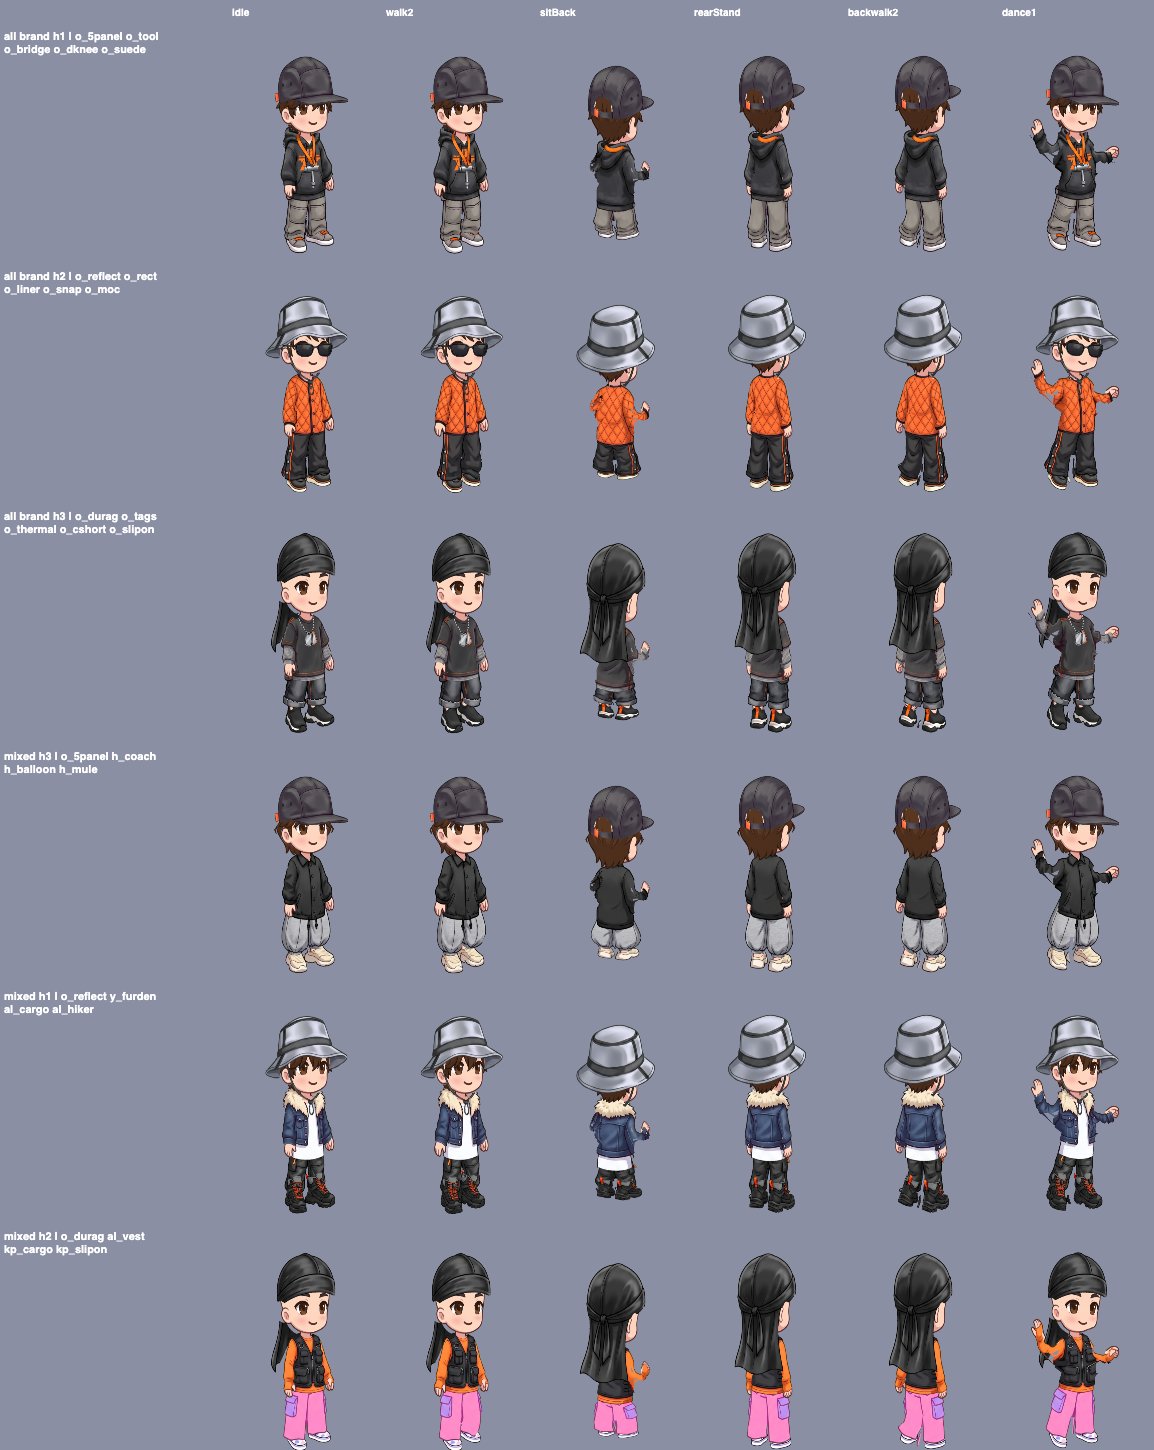 idle walk2 sitBack rearStand backwalk2 dance1
all brand h1 | o_5panel o_tool
o_bridge o_dknee o_suede
all brand h2 | o_reflect o_rect
o_liner o_snap o_moc
all brand h3 | o_durag o_tags
o_thermal o_cshort o_slipon
mixed h3 | o_5panel h_coach
h_balloon h_mule
mixed h1 | o_reflect y_furden
al_cargo al_hiker
mixed h2 | o_durag al_vest
kp_cargo kp_slipon